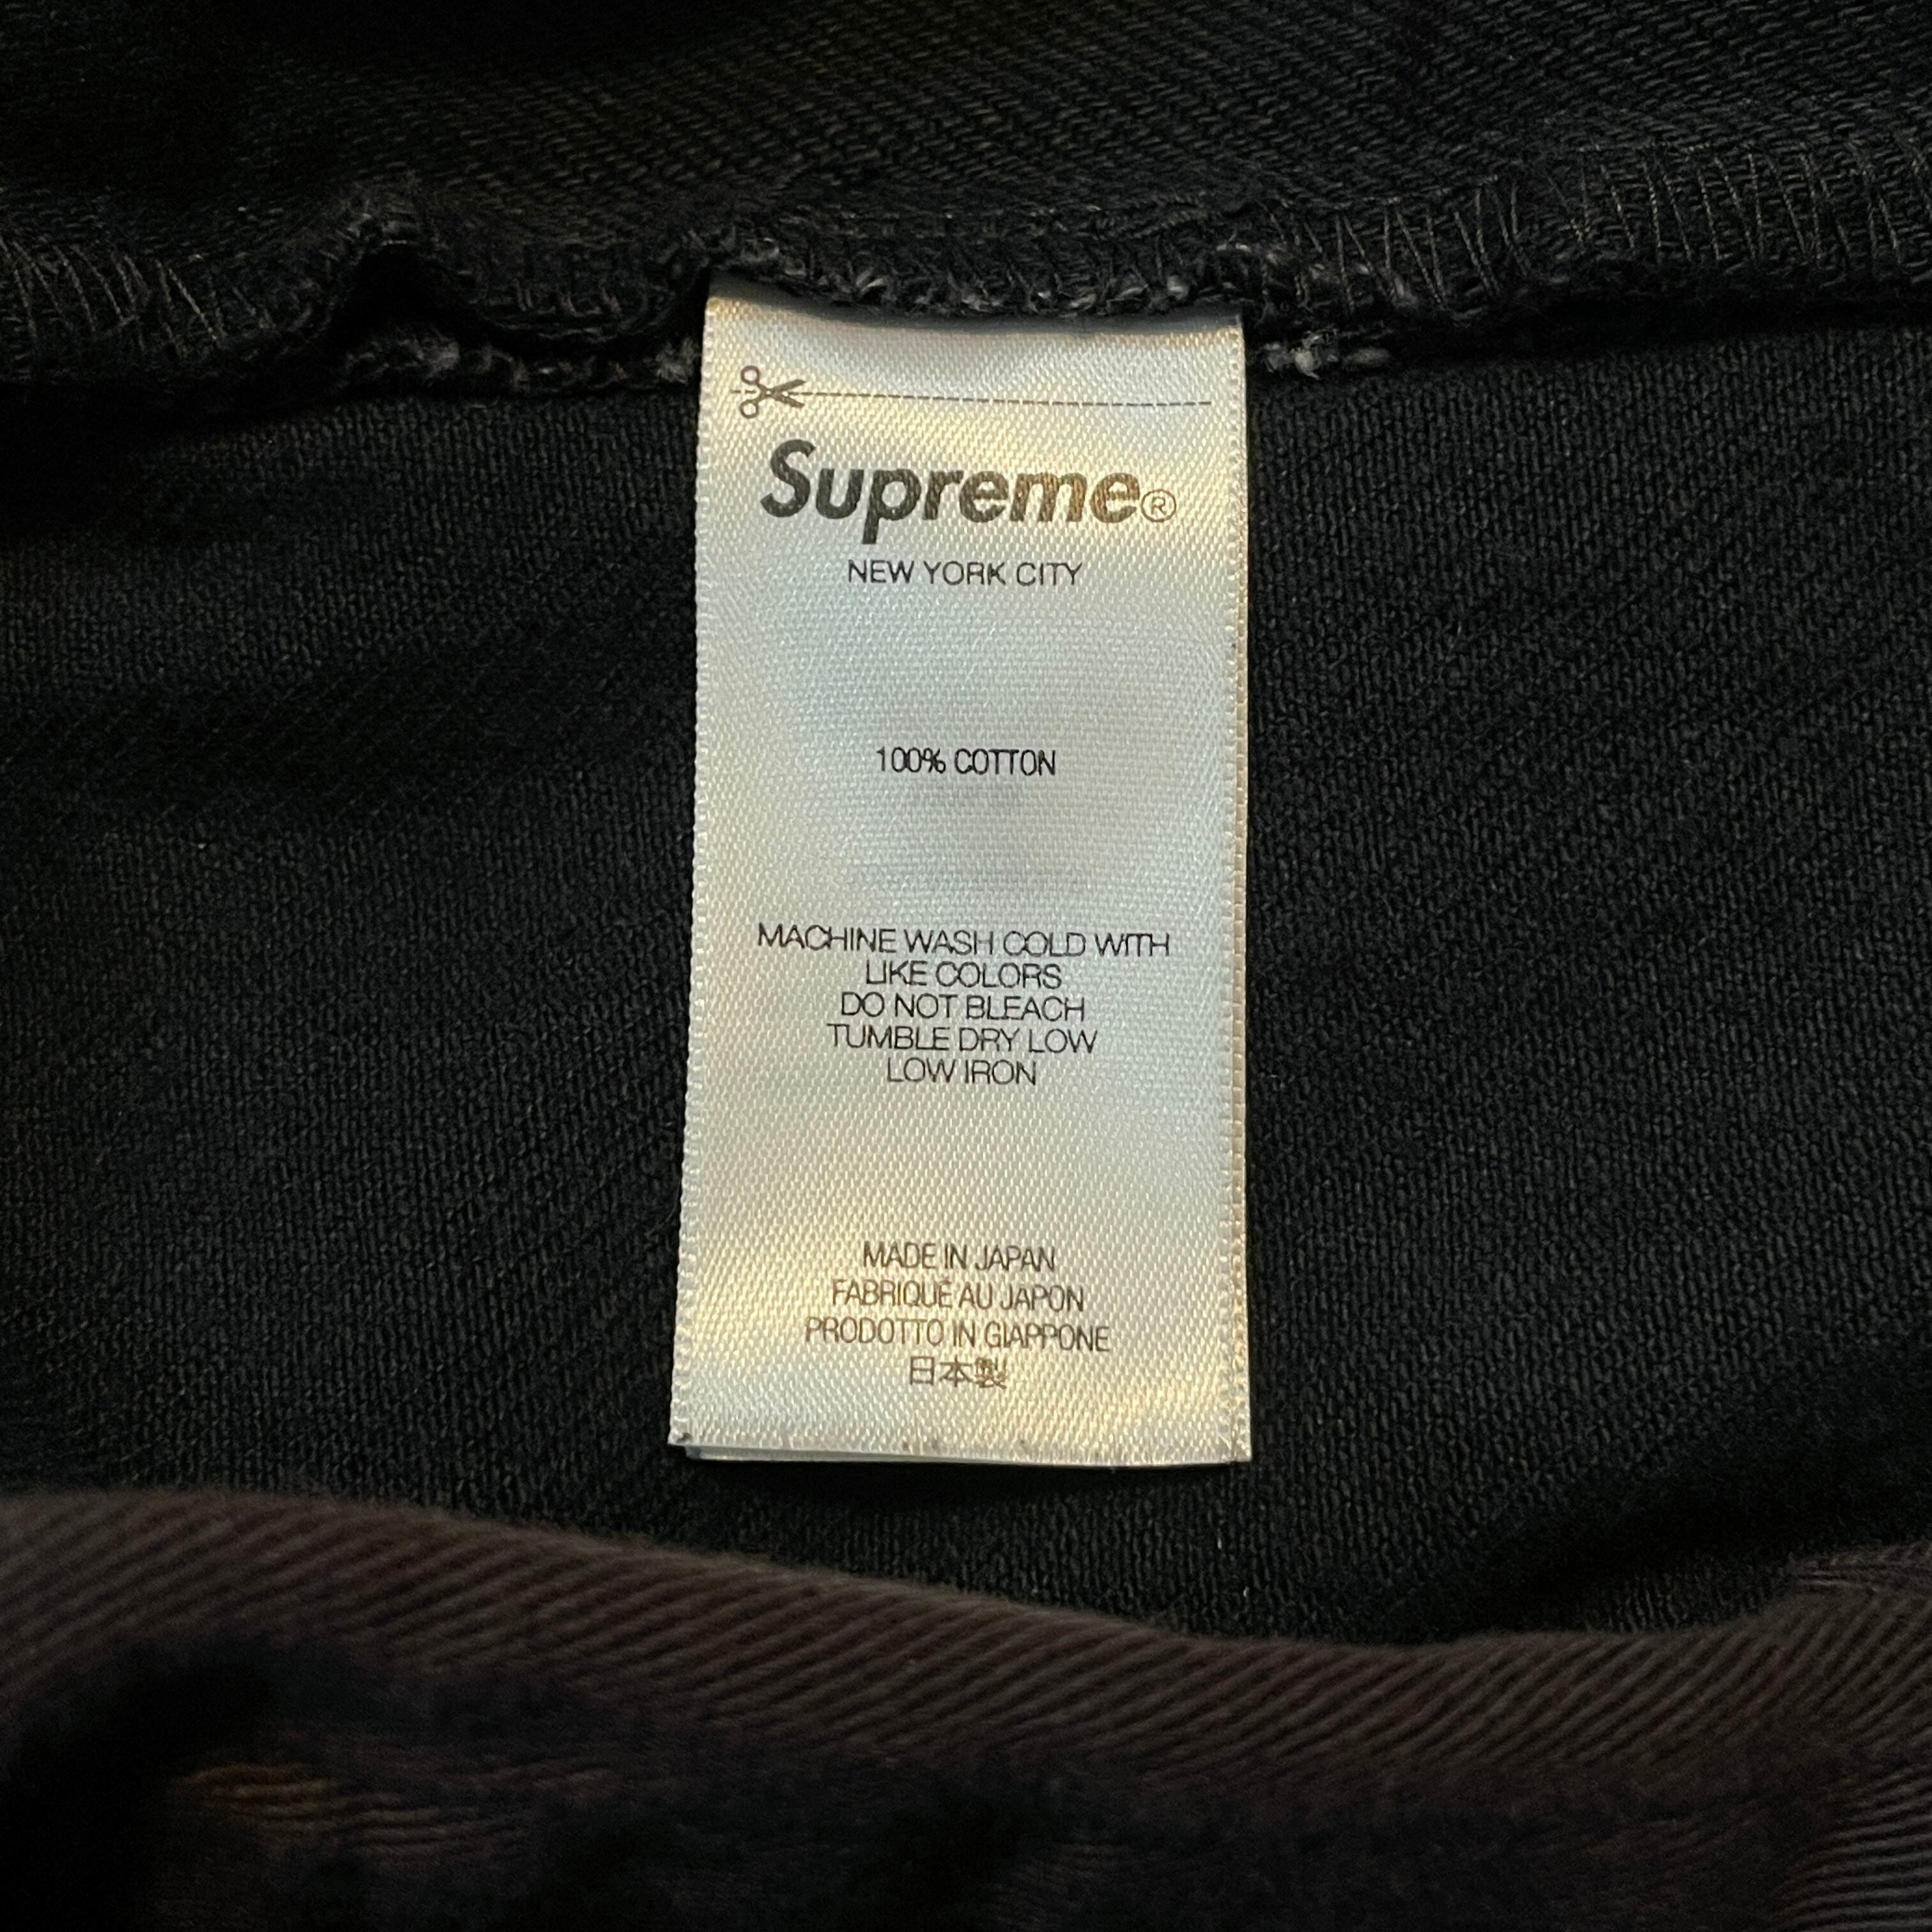 Supreme®
NEW YORK CITY
100% COTTON
MACHINE WASH COLD WITH
LIKE COLORS
DO NOT BLEACH
TUMBLE DRY LOW
LOW IRON
MADE IN JAPAN
FABRIQUÉ AU JAPON
PRODOTTO IN GIAPPONE
日本製